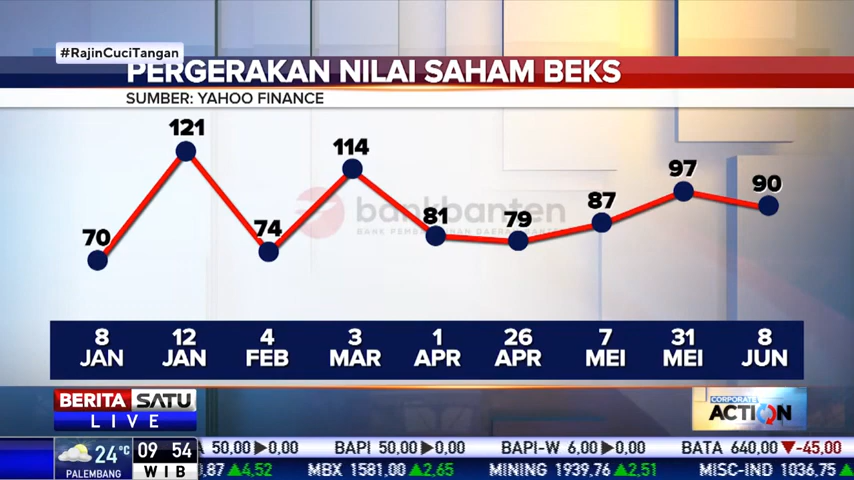 #RajinCuciTangan
PERGERAKAN NILAI SAHAM BEKS
SUMBER: YAHOO FINANCE
70
121
74
114
81
79
87
97
90
bankbanten
8 JAN
12 JAN
4 FEB
3 MAR
1 APR
26 APR
7 MEI
31 MEI
8 JUN
BERITA SATU
LIVE
CORPORATE
ACTION
24°C
PALEMBANG
09 54
WIB
A 50,00 ▶0,00 BAPI 50,00 ▶0,00 BAPI-W 6,00 ▶0,00 BATA 640,00 ▼-45,00
0,87 ▲4,52 MBX 1581,00 ▲2,65 MINING 1939,76 ▲2,51 MISC-IND 1036,75